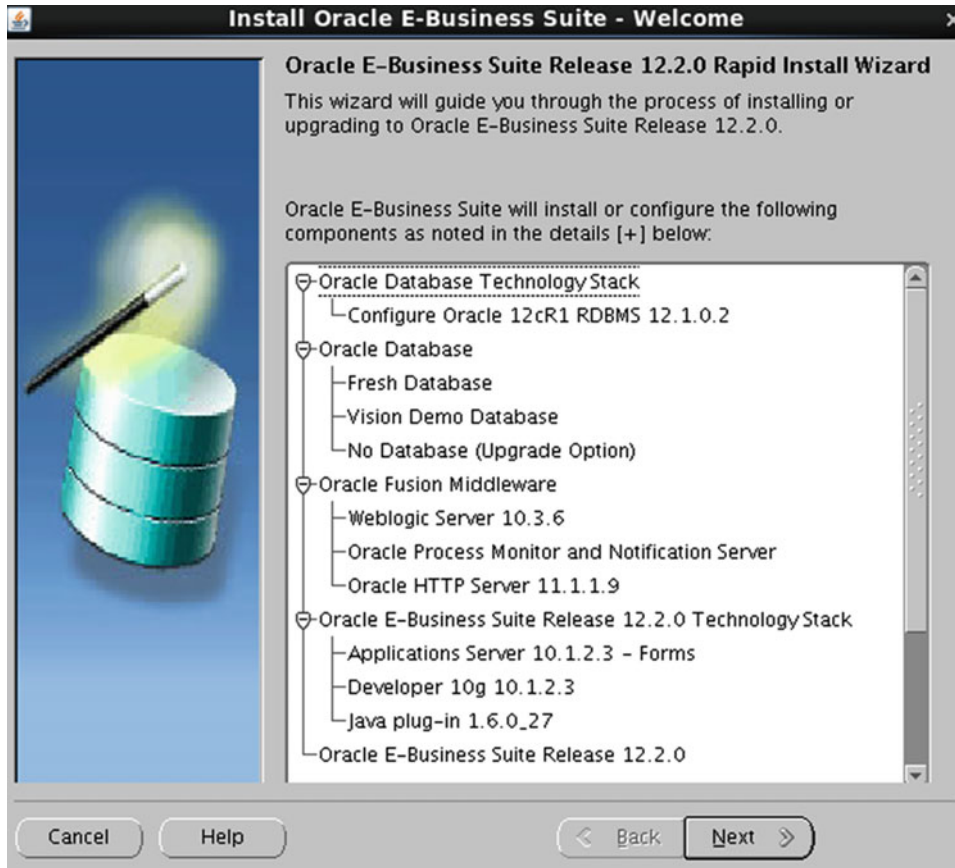 Install Oracle E-Business Suite - Welcome
Oracle E-Business Suite Release 12.2.0 Rapid Install Wizard
This wizard will guide you through the process of installing or
upgrading to Oracle E-Business Suite Release 12.2.0.
Oracle E-Business Suite will install or configure the following
components as noted in the details [+] below:
Oracle Database Technology Stack
Configure Oracle 12cR1 RDBMS 12.1.0.2
Oracle Database
Fresh Database
Vision Demo Database
No Database (Upgrade Option)
Oracle Fusion Middleware
Weblogic Server 10.3.6
Oracle Process Monitor and Notification Server
Oracle HTTP Server 11.1.1.9
Oracle E-Business Suite Release 12.2.0 Technology Stack
Applications Server 10.1.2.3 - Forms
Developer 10g 10.1.2.3
Java plug-in 1.6.0_27
Oracle E-Business Suite Release 12.2.0
Cancel Help Back Next